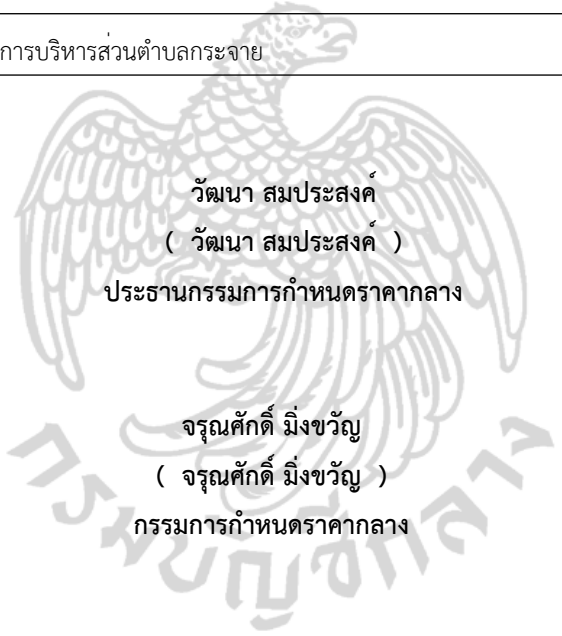 การบริหารส่วนตำบลกระจาย
วัฒนา สมประสงค์
( วัฒนา สมประสงค์ )
ประธานกรรมการกำหนดราคากลาง
จรุณศักดิ์ มิ่งขวัญ
( จรุณศักดิ์ มิ่งขวัญ )
กรรมการกำหนดราคากลาง
กรมบัญชีกลาง